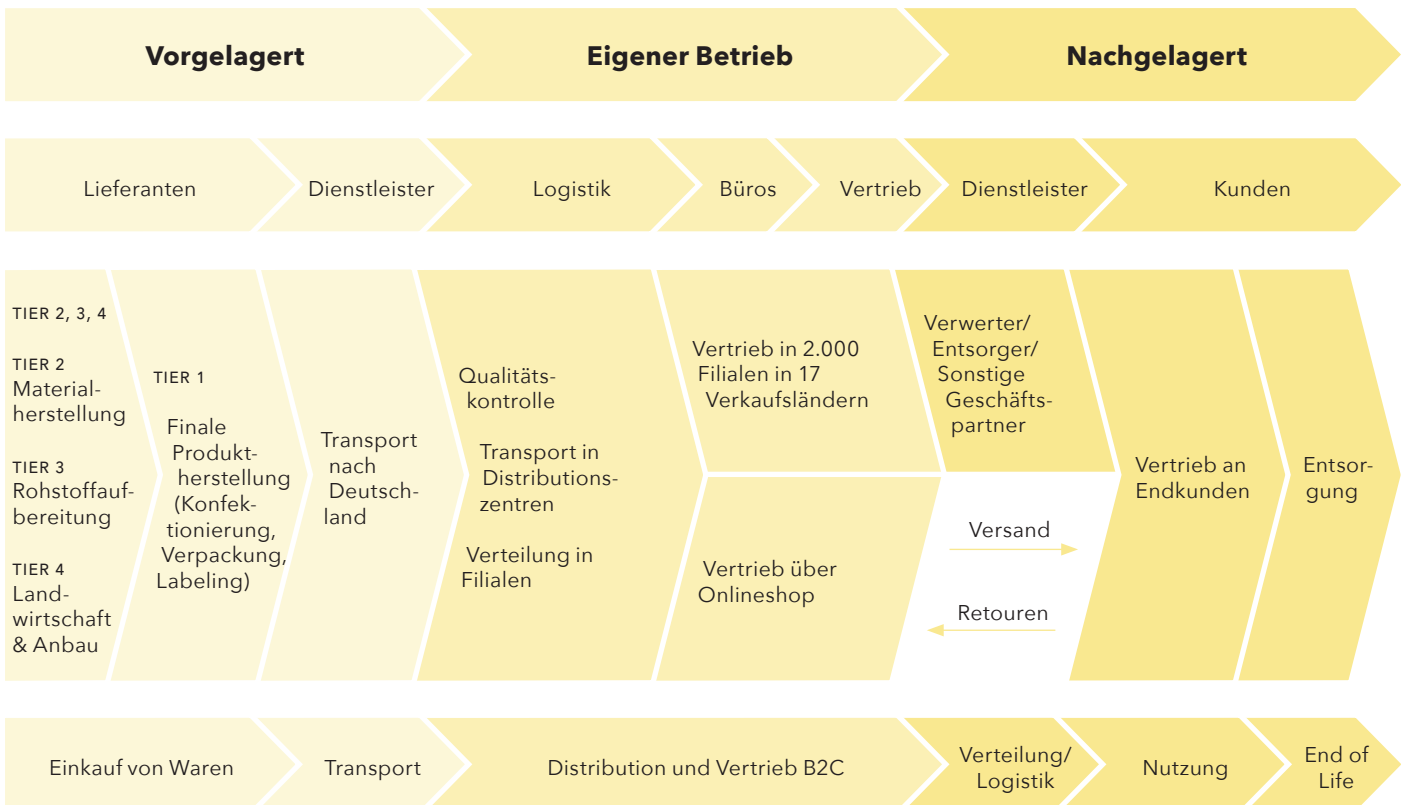 Vorgelagert
Eigener Betrieb
Nachgelagert
Lieferanten
Dienstleister
Logistik
Büros
Vertrieb
Dienstleister
Kunden
TIER 2, 3, 4
TIER 2
Material-
herstellung
TIER 3
Rohstoffauf-
bereitung
TIER 4
Land-
wirtschaft
& Anbau
TIER 1
Finale
Produkt-
herstellung
(Konfek-
tionierung,
Verpackung,
Labeling)
Transport
nach
Deutsch-
land
Qualitäts-
kontrolle
Transport in
Distributions-
zentren
Verteilung in
Filialen
Vertrieb in 2.000
Filialen in 17
Verkaufsländern
Vertrieb über
Onlineshop
Verwerter/
Entsorger/
Sonstige
Geschäfts-
partner
Versand
Retouren
Vertrieb an
Endkunden
Entsor-
gung
Einkauf von Waren
Transport
Distribution und Vertrieb B2C
Verteilung/
Logistik
Nutzung
End of
Life